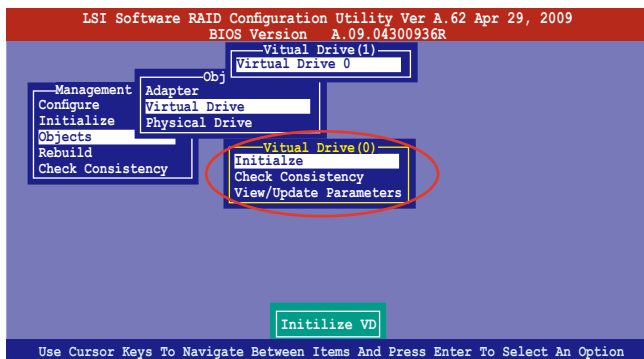 LSI Software RAID Configuration Utility Ver A.62 Apr 29, 2009
BIOS Version A.09.04300936R
Vitual Drive(1)
Virtual Drive 0
Obj
Adapter
Virtual Drive
Physical Drive
Management
Configure
Initialize
Objects
Rebuild
Check Consistency
Vitual Drive(0)
Initialze
Check Consistency
View/Update Parameters
Initilize VD
Use Cursor Keys To Navigate Between Items And Press Enter To Select An Option